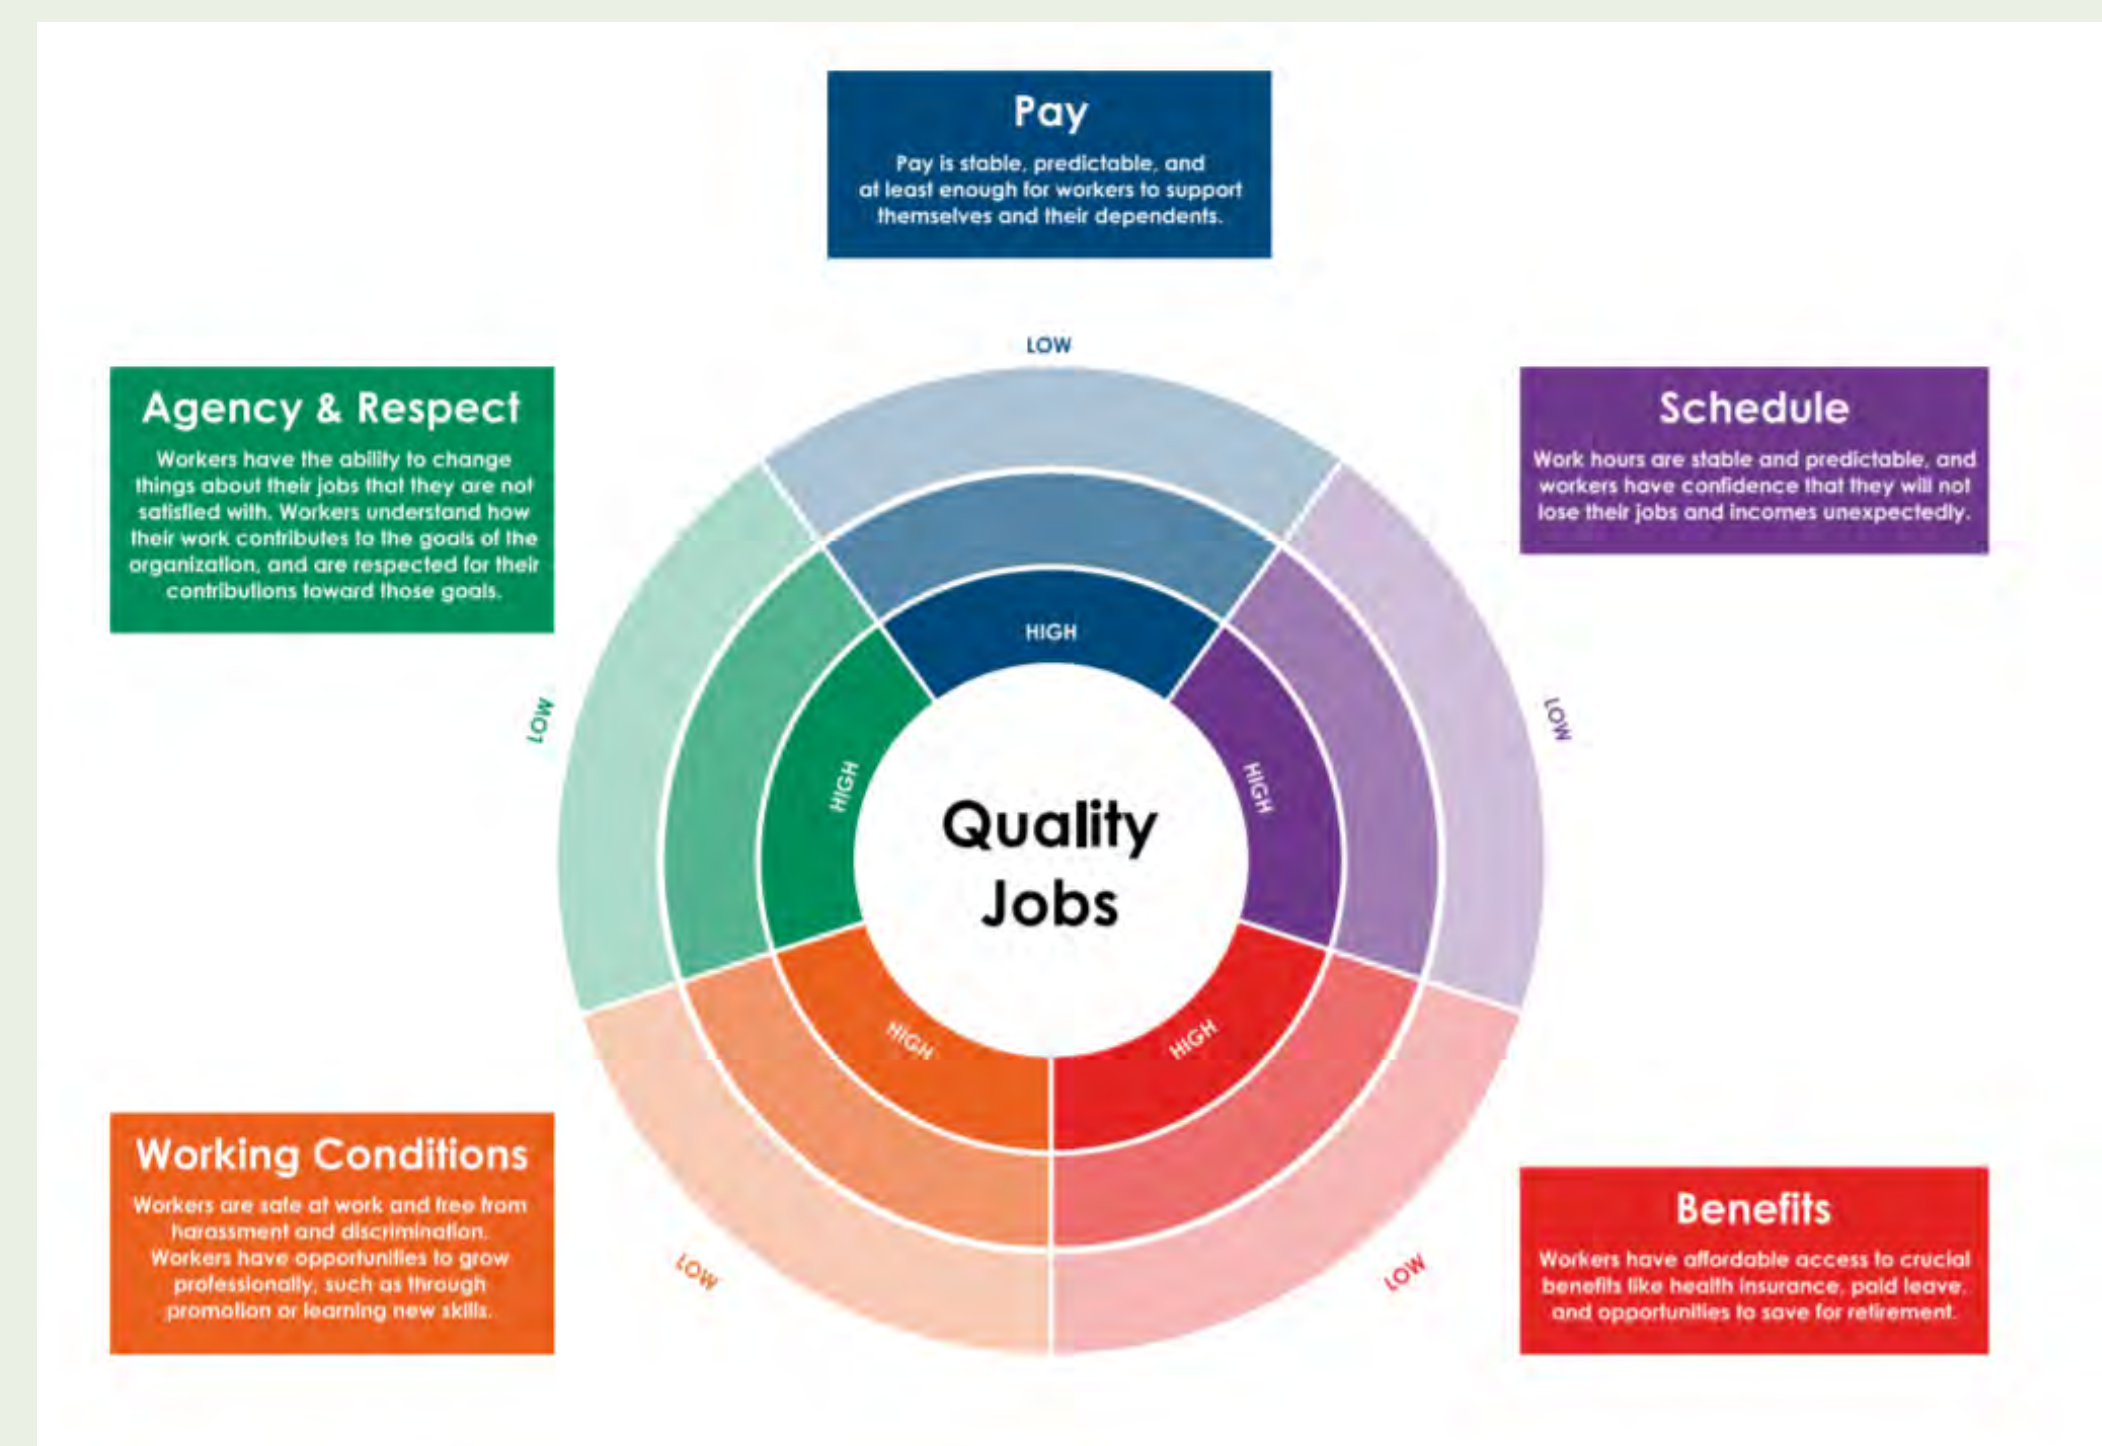 Pay
Pay is stable, predictable, and
at least enough for workers to support
themselves and their dependents.
LOW
Agency & Respect
Workers have the ability to change
things about their jobs that they are not
satisfied with. Workers understand how
their work contributes to the goals of the
organization, and are respected for their
contributions toward those goals.
Schedule
Work hours are stable and predictable, and
workers have confidence that they will not
lose their jobs and incomes unexpectedly.
HIGH
LOW
LOW
HIGH
HIGH
Quality
Jobs
HIGH
HIGH
Working Conditions
Workers are safe at work and free from
harassment and discrimination.
Workers have opportunities to grow
professionally, such as through
promotion or learning new skills.
LOW
LOW
Benefits
Workers have affordable access to crucial
benefits like health insurance, paid leave,
and opportunities to save for retirement.